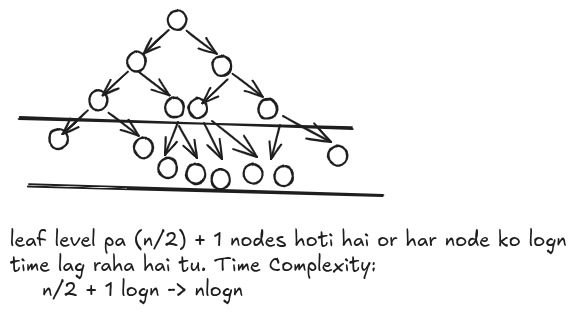 leaf level pa (n/2) + 1 nodes hoti hai or har node ko logn
time lag raha hai tu. Time Complexity:
n/2 + 1 logn -> nlogn